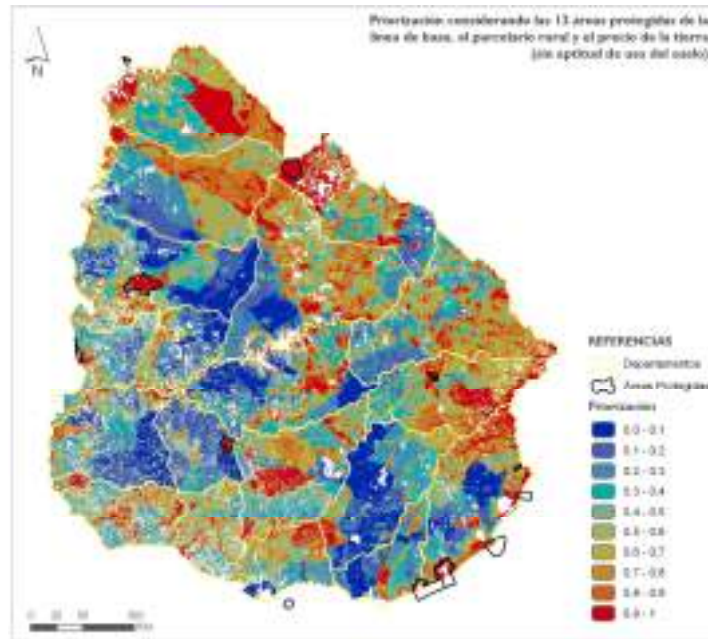 Priorización considerando las 13 áreas protegidas de la
línea de base, el parcelario rural y el precio de la tierra
(sin aptitud de uso del suelo)
N
REFERENCIAS
Departamentos
Áreas Protegidas
Priorización
0.0 - 0.1
0.1 - 0.2
0.2 - 0.3
0.3 - 0.4
0.4 - 0.5
0.5 - 0.6
0.6 - 0.7
0.7 - 0.8
0.8 - 0.9
0.9 - 1
0